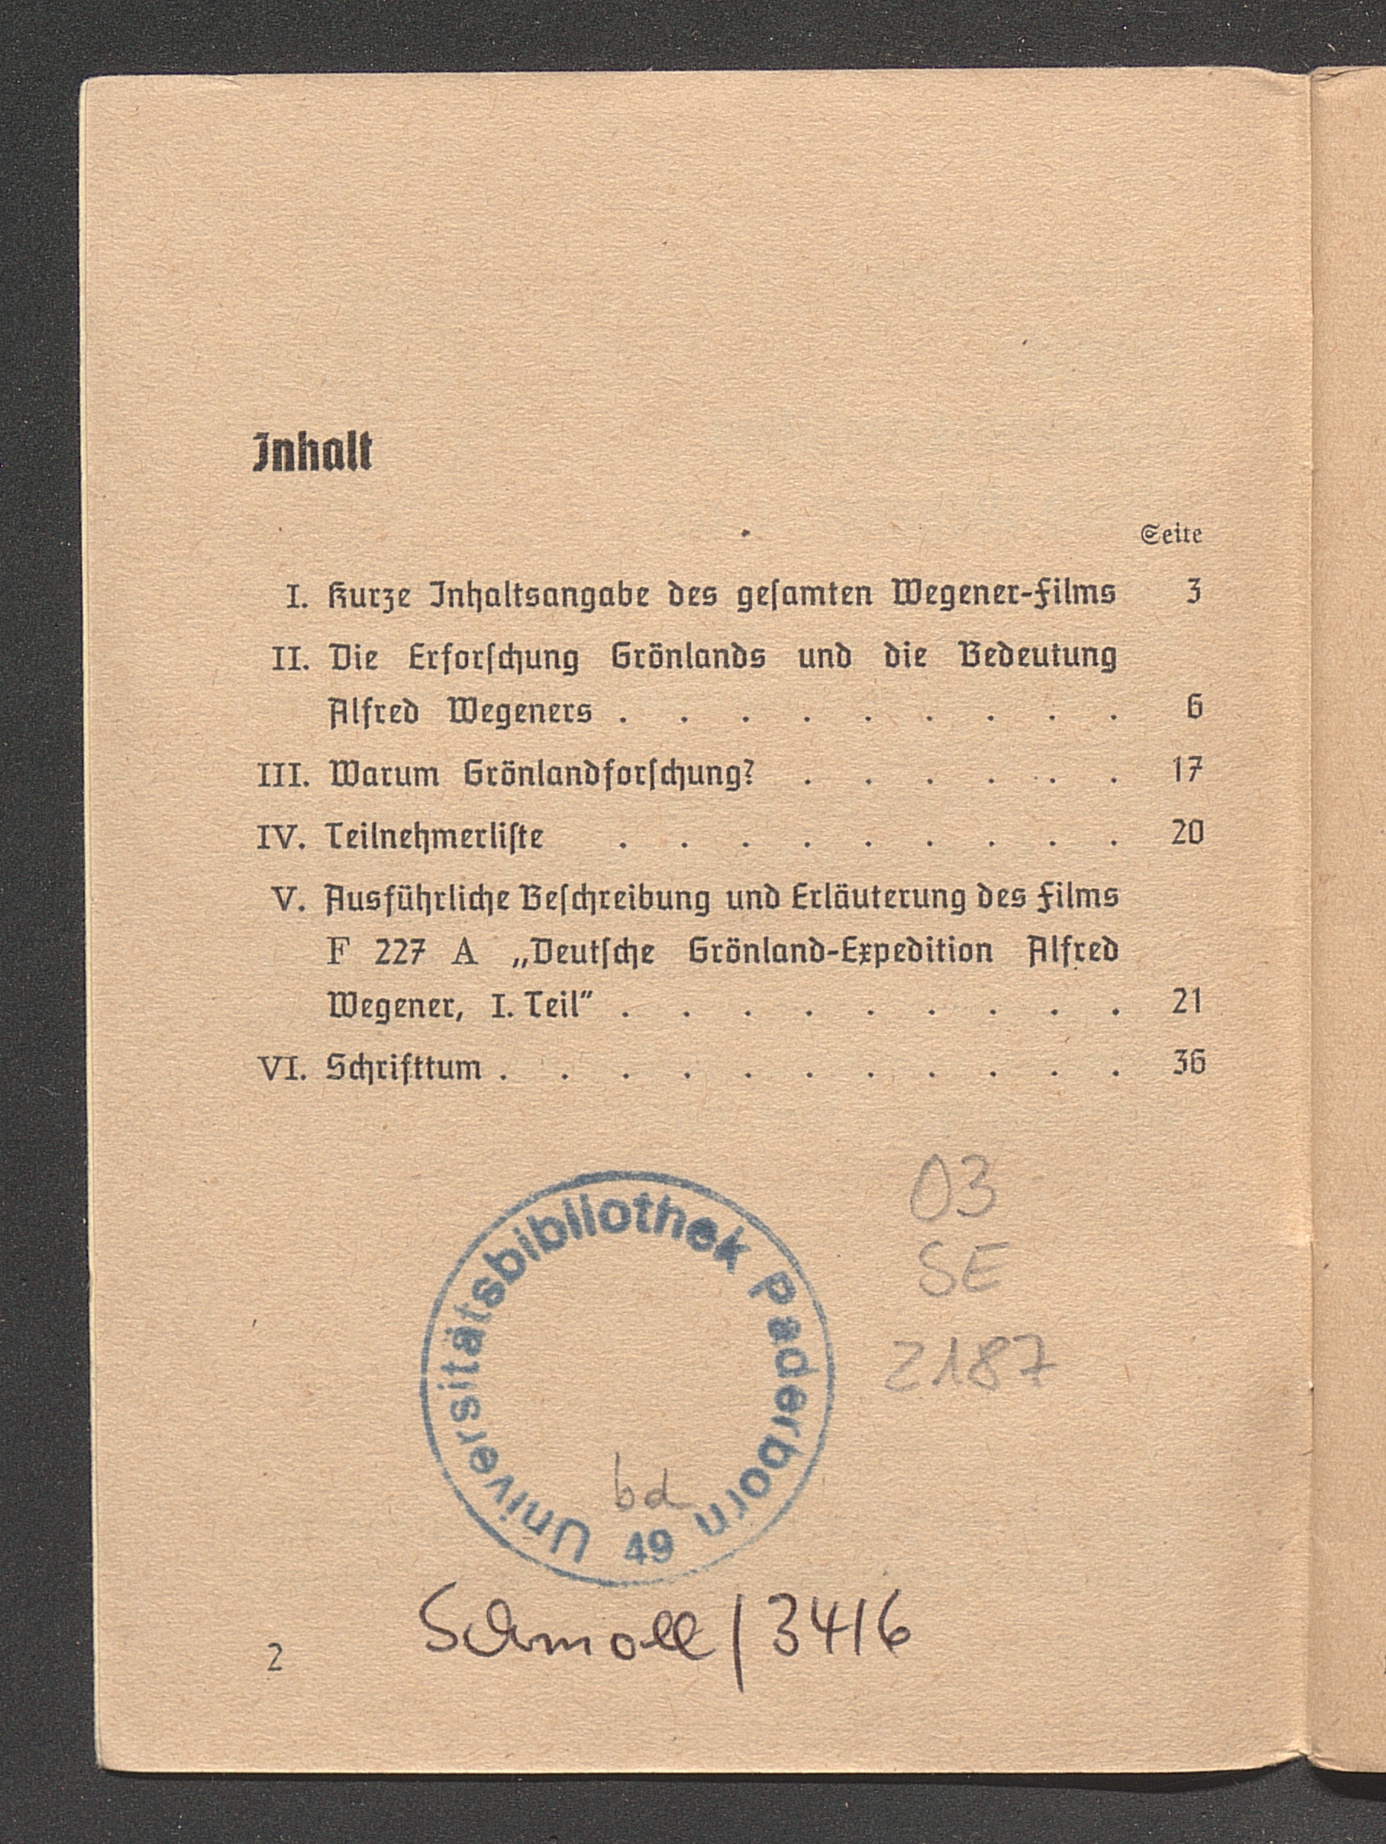 Inhalt
Seite
I. Kurze Inhaltsangabe des gesamten Wegener-Films 3
II. Die Erforschung Grönlands und die Bedeutung
Alfred Wegeners . . . . . . . . . 6
III. Warum Grönlandforschung? . . . . . . 17
IV. Teilnehmerliste . . . . . . . . . 20
V. Ausführliche Beschreibung und Erläuterung des Films
F 227 A „Deutsche Grönland-Expedition Alfred
Wegener, I. Teil“ . . . . . . . . . 21
VI. Schrifttum . . . . . . . . . . . 36
03
SE
2187
Universitätsbibliothek Paderborn
bd
49
Schmoll / 3416
2